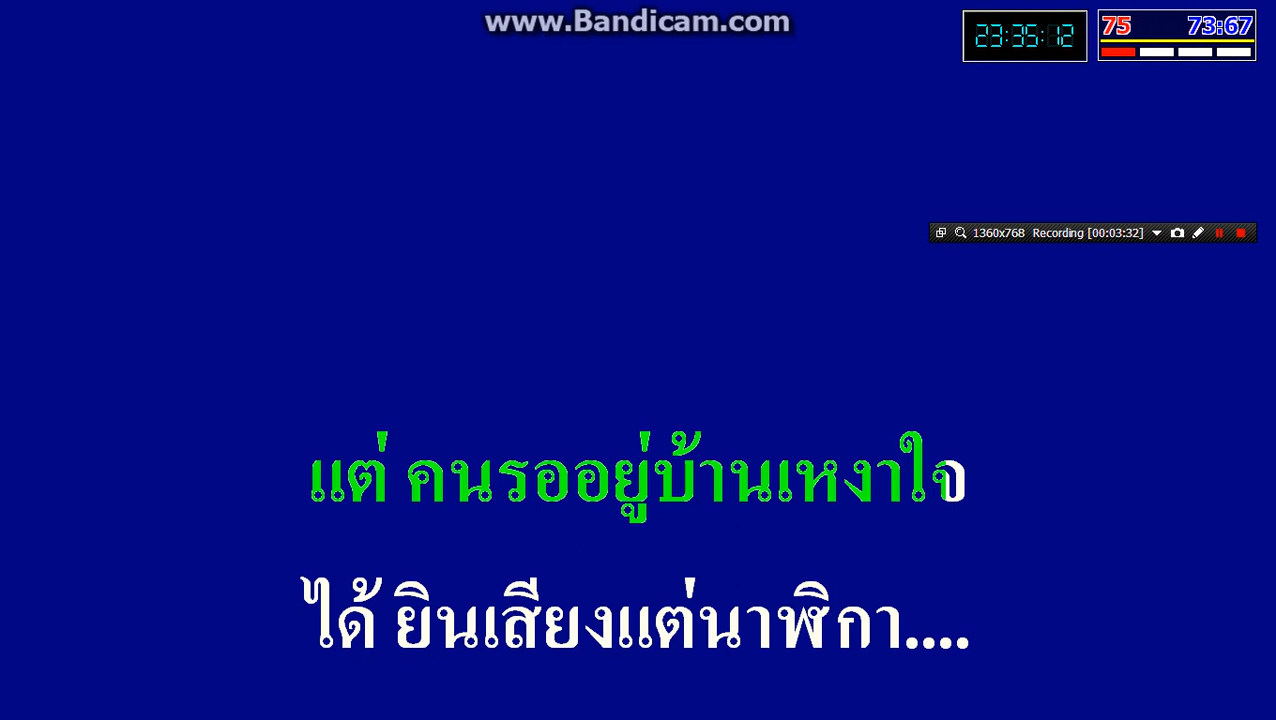 www.Bandicam.com
23:35:12
75 73:67
1360x768 Recording [00:03:32]
แต่ คนรออยู่บ้านเหงาใจ
ได้ ยินเสียงแต่นาฬิกา....